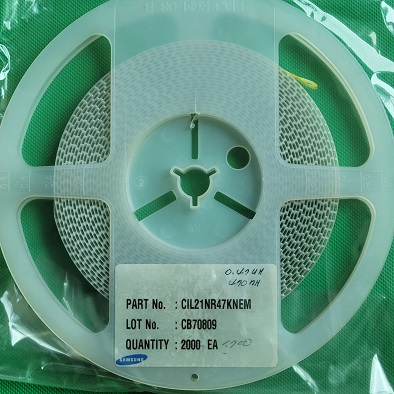 0.47uH
470nH
PART No. : CIL21NR47KNEM
LOT No. : CB70809
QUANTITY : 2000 EA
SAMSUNG